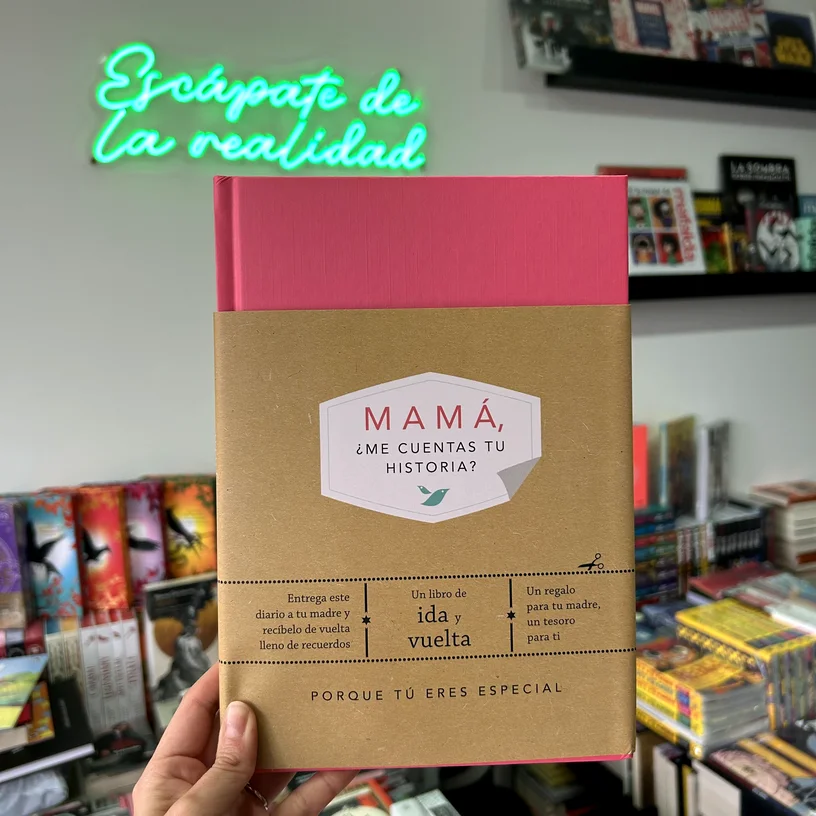 Escápate de
la realidad
MARVEL
LA SOMBRA
MAMÁ,
¿ME CUENTAS TU
HISTORIA?
Entrega este
diario a tu madre y
recíbelo de vuelta
lleno de recuerdos
Un libro de
ida y
vuelta
Un regalo
para tu madre,
un tesoro
para ti
PORQUE TÚ ERES ESPECIAL